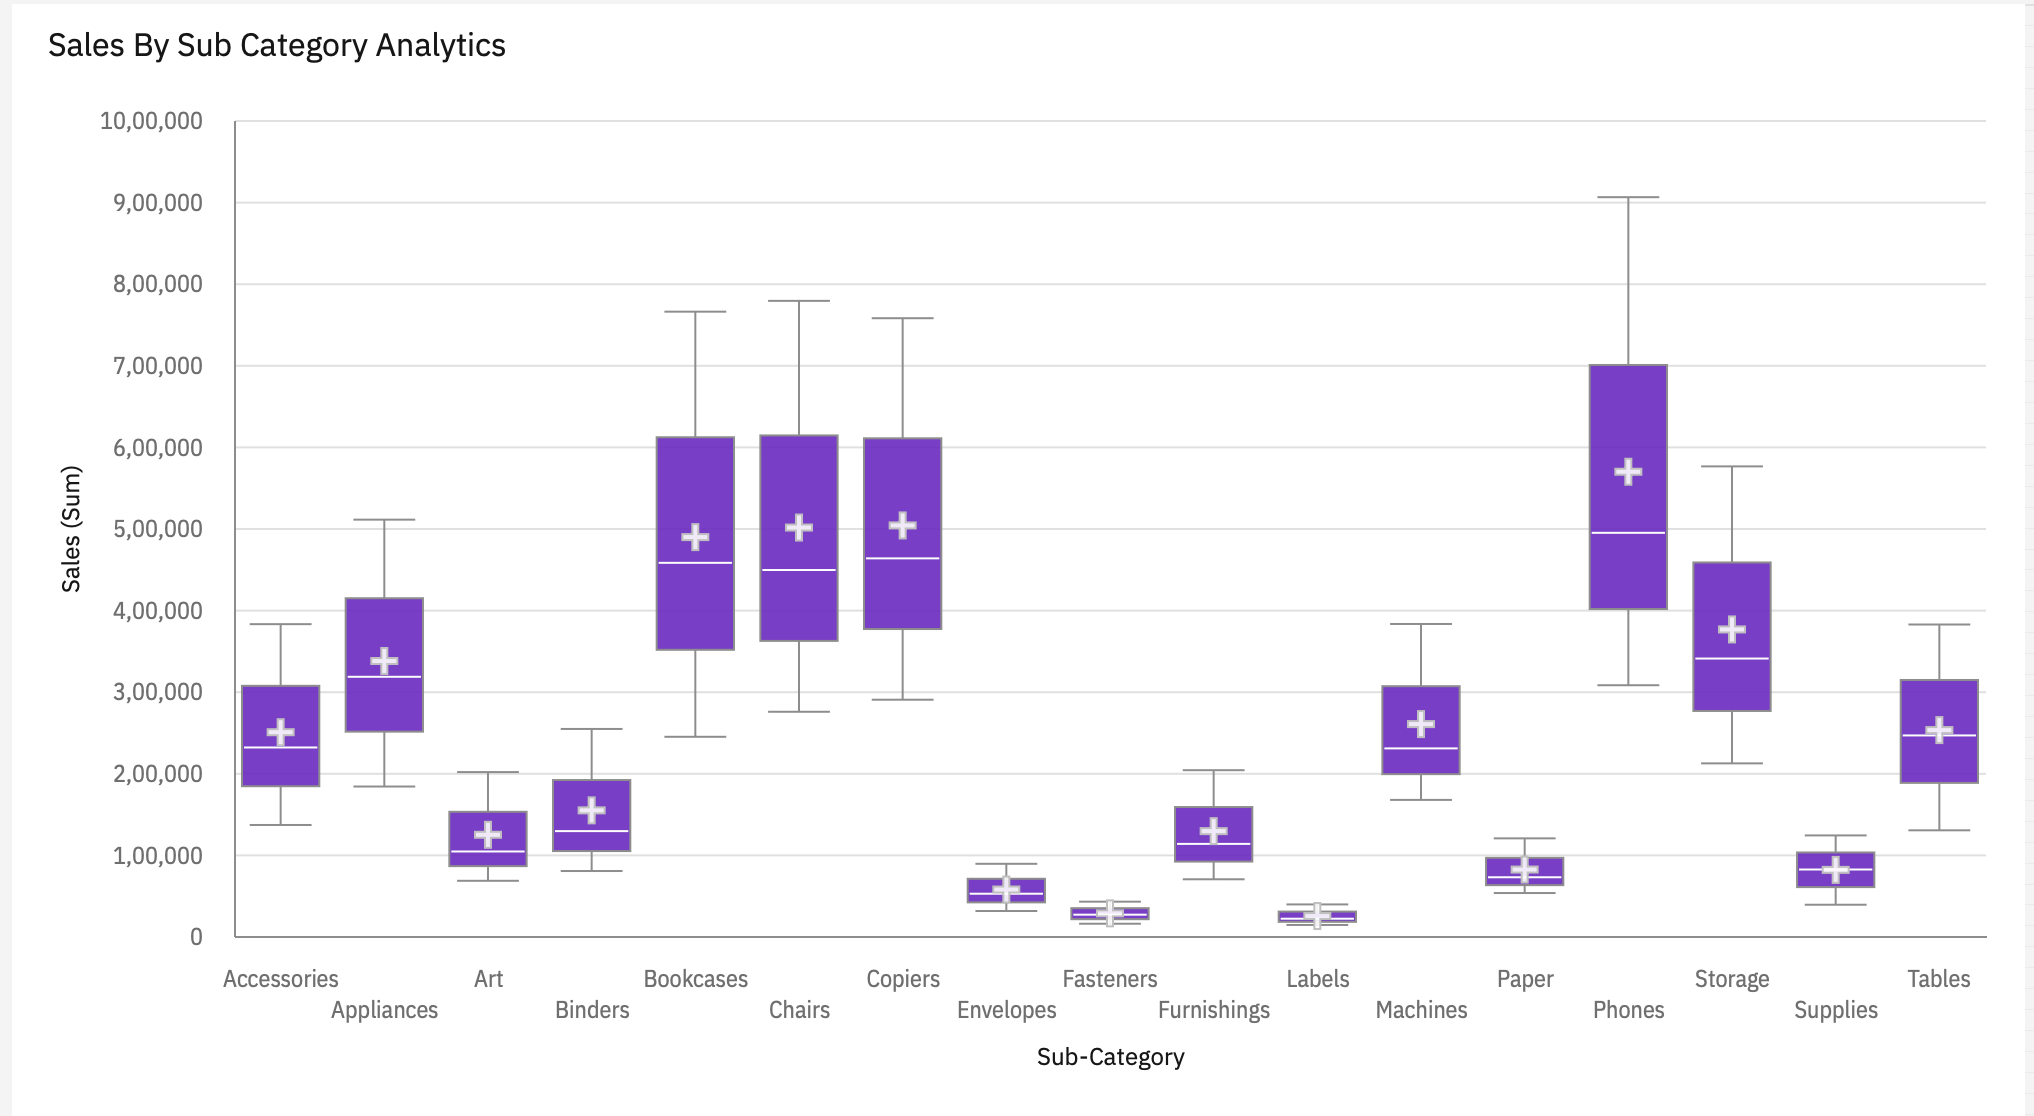 Sales By Sub Category Analytics
10,00,000
9,00,000
8,00,000
7,00,000
6,00,000
5,00,000
4,00,000
3,00,000
2,00,000
1,00,000
0
Sales (Sum)
Accessories
Appliances
Art
Binders
Bookcases
Chairs
Copiers
Envelopes
Fasteners
Furnishings
Labels
Machines
Paper
Phones
Storage
Supplies
Tables
Sub-Category